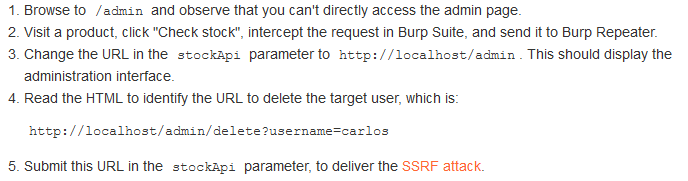 1. Browse to /admin and observe that you can't directly access the admin page.
2. Visit a product, click "Check stock", intercept the request in Burp Suite, and send it to Burp Repeater.
3. Change the URL in the stockApi parameter to http://localhost/admin. This should display the
administration interface.
4. Read the HTML to identify the URL to delete the target user, which is:
http://localhost/admin/delete?username=carlos
5. Submit this URL in the stockApi parameter, to deliver the SSRF attack.